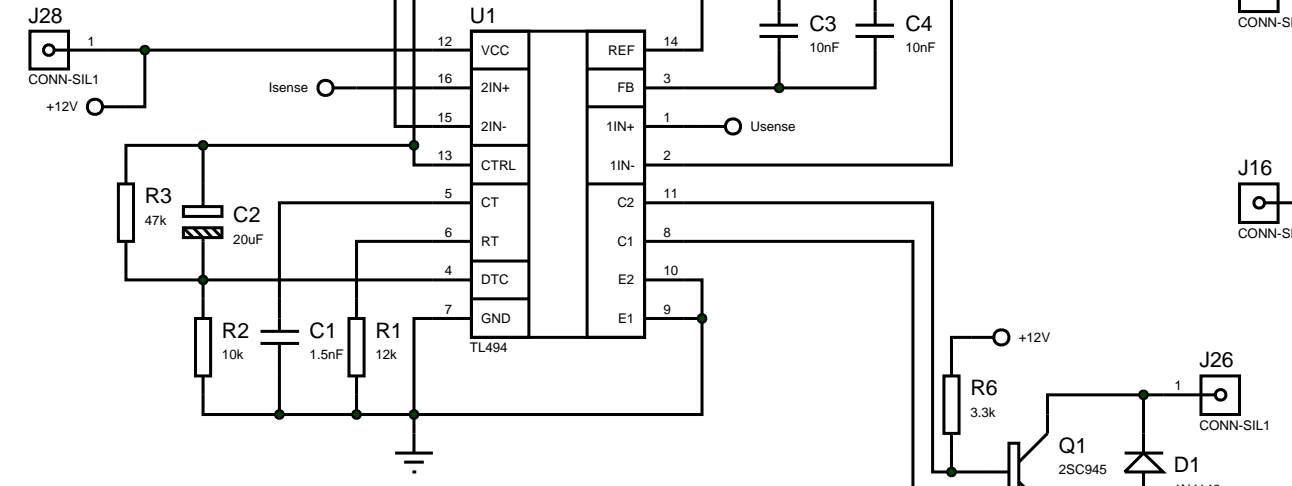 J28
1
CONN-SIL1
+12V
Isense
U1
12
VCC
REF
14
16
2IN+
FB
3
15
2IN-
1IN+
1
Usense
13
CTRL
1IN-
2
5
CT
C2
11
6
RT
C1
8
4
DTC
E2
10
7
GND
E1
9
TL494
C3
10nF
C4
10nF
R3
47k
C2
20uF
R2
10k
C1
1.5nF
R1
12k
J16
+12V
R6
3.3k
Q1
2SC945
D1
J26
1
CONN-SIL1